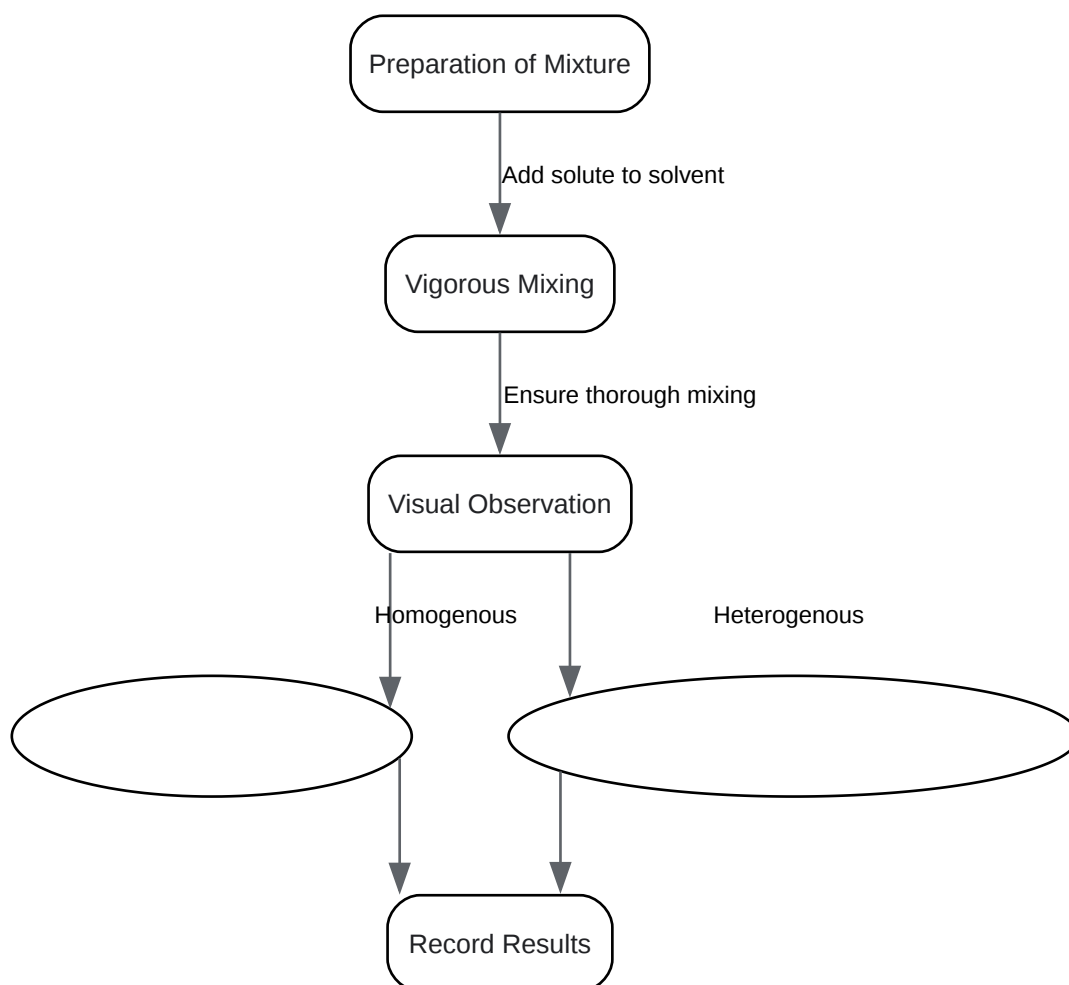 Preparation of Mixture
Add solute to solvent
Vigorous Mixing
Ensure thorough mixing
Visual Observation
Homogenous
Heterogenous
Record Results